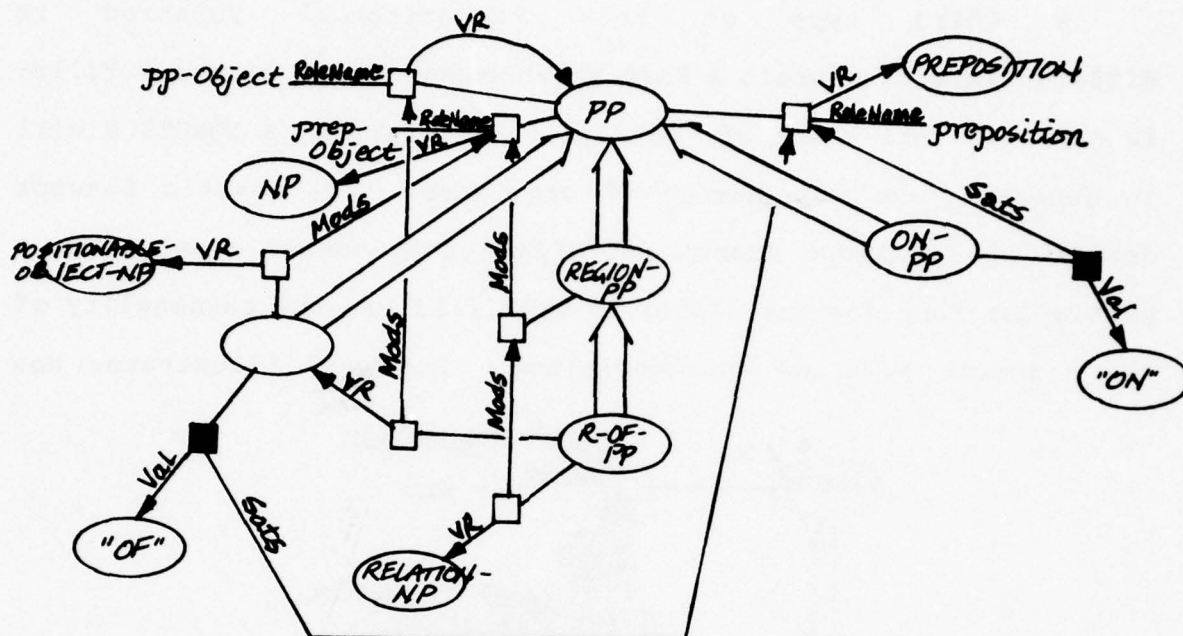 VR
pp-Object
RoleName
PP
VR
PREPOSITION
RoleName
preposition
prep-
Object
RoleName
VR
NP
Mods
Sats
POSITIONABLE-
OBJECT-NP
VR
Mods
REGION-
PP
ON-
PP
Mods
Val
"ON"
VR
Mods
R-OF-
PP
Val
Sats
"OF"
VR
RELATION-
NP